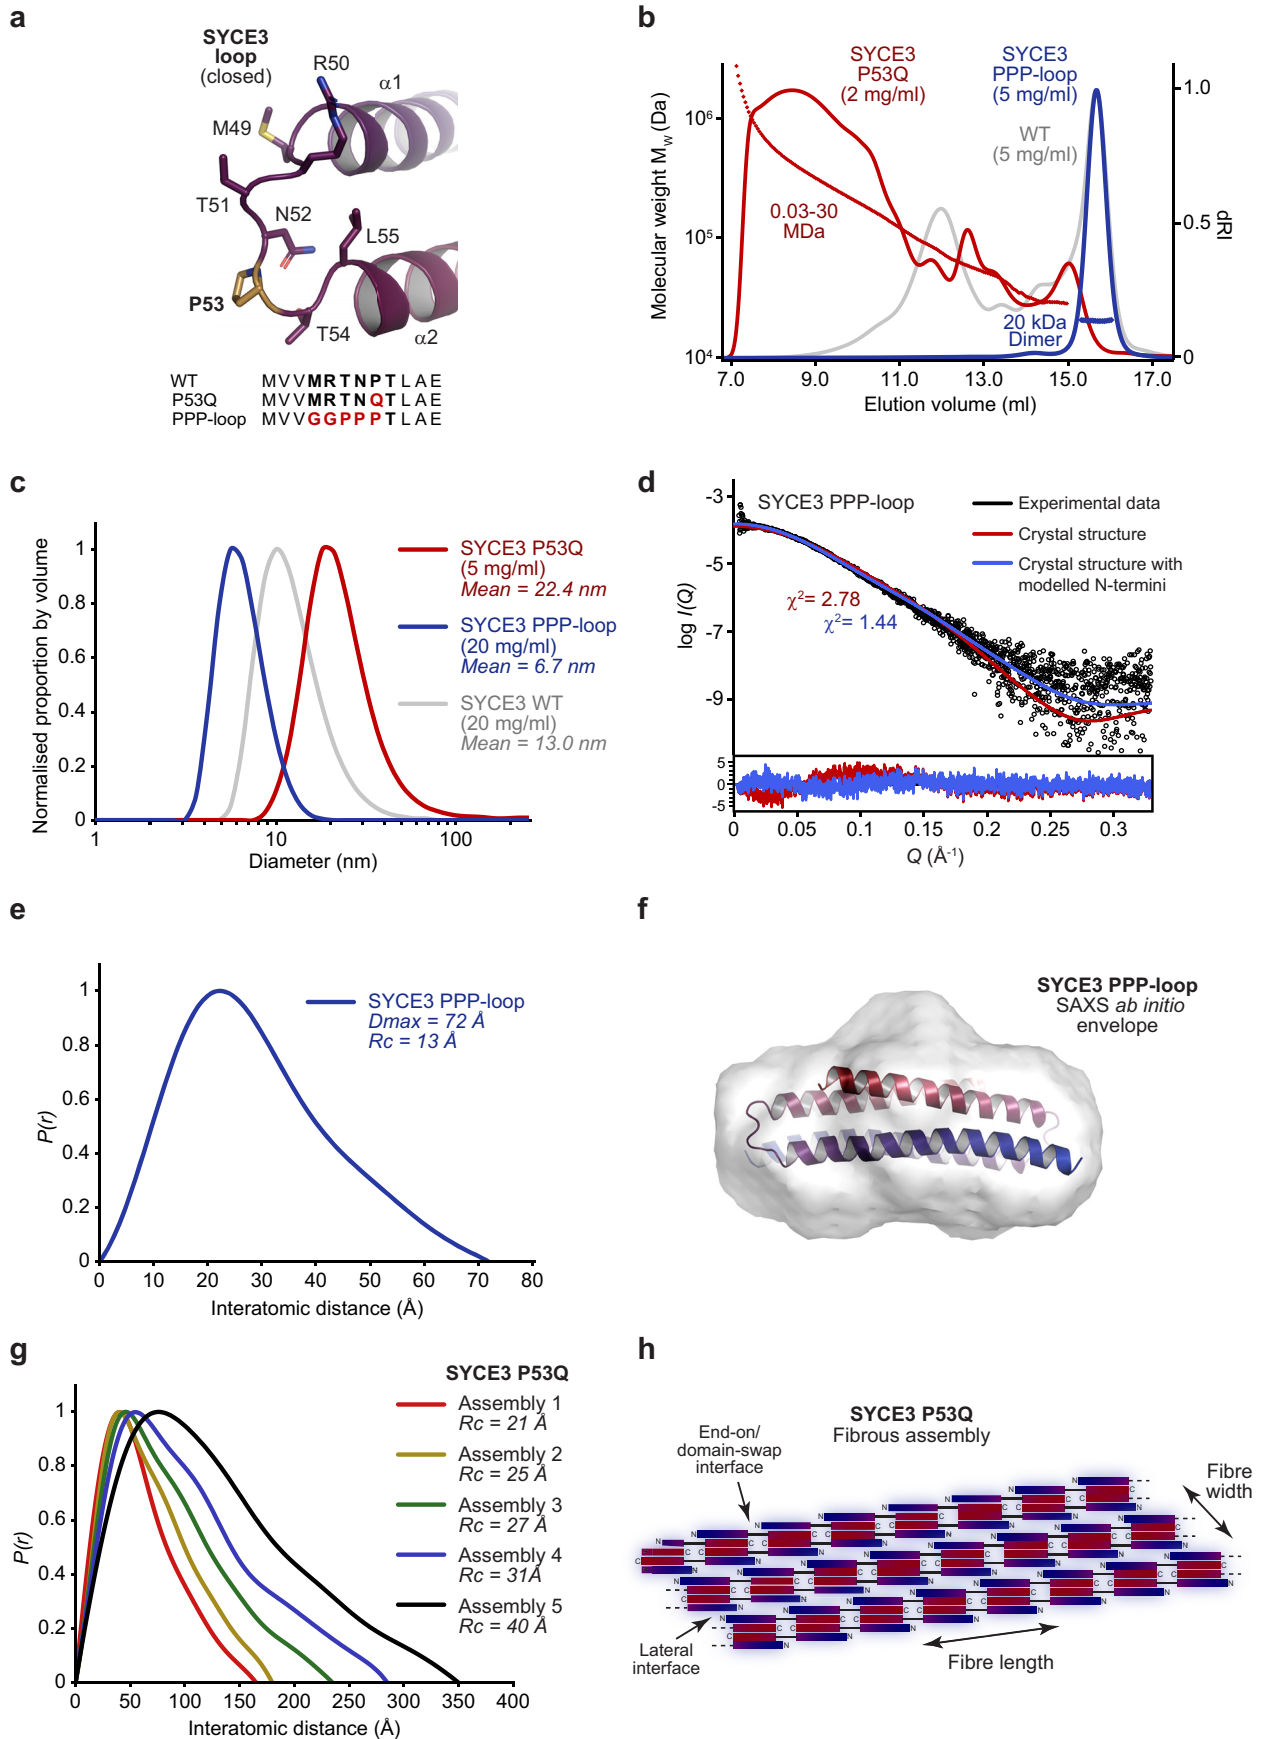 a
SYCE3
loop
(closed)
R50
α1
M49
T51
N52
L55
P53
T54
α2
WT MVVMRTNPTLAE
P53Q MVVMRTNQTLAE
PPP-loop MVVGGPPPTLAE
b
SYCE3
P53Q
(2 mg/ml)
SYCE3
PPP-loop
(5 mg/ml)
WT
(5 mg/ml)
0.03-30
MDa
20 kDa
Dimer
Molecular weight MW (Da)
10⁶
10⁵
10⁴
1.0
0.5
0
dRI
7.0 9.0 11.0 13.0 15.0 17.0
Elution volume (ml)
c
Normalised proportion by volume
1
0.8
0.6
0.4
0.2
0
1 10 100
Diameter (nm)
SYCE3 P53Q
(5 mg/ml)
Mean = 22.4 nm
SYCE3 PPP-loop
(20 mg/ml)
Mean = 6.7 nm
SYCE3 WT
(20 mg/ml)
Mean = 13.0 nm
d
SYCE3 PPP-loop
Experimental data
Crystal structure
Crystal structure with
modelled N-termini
χ²= 2.78
χ²= 1.44
log I(Q)
-3
-5
-7
-9
5
0
-5
0 0.05 0.1 0.15 0.2 0.25 0.3
Q (Å⁻¹)
e
P(r)
1
0.8
0.6
0.4
0.2
0
0 10 20 30 40 50 60 70 80
Interatomic distance (Å)
SYCE3 PPP-loop
Dmax = 72 Å
Rc = 13 Å
f
SYCE3 PPP-loop
SAXS ab initio
envelope
g
SYCE3 P53Q
Assembly 1
Rc = 21 Å
Assembly 2
Rc = 25 Å
Assembly 3
Rc = 27 Å
Assembly 4
Rc = 31Å
Assembly 5
Rc = 40 Å
P(r)
1
0.8
0.6
0.4
0.2
0
0 50 100 150 200 250 300 350 400
Interatomic distance (Å)
h
SYCE3 P53Q
Fibrous assembly
End-on/
domain-swap
interface
Fibre
width
Lateral
interface
Fibre length